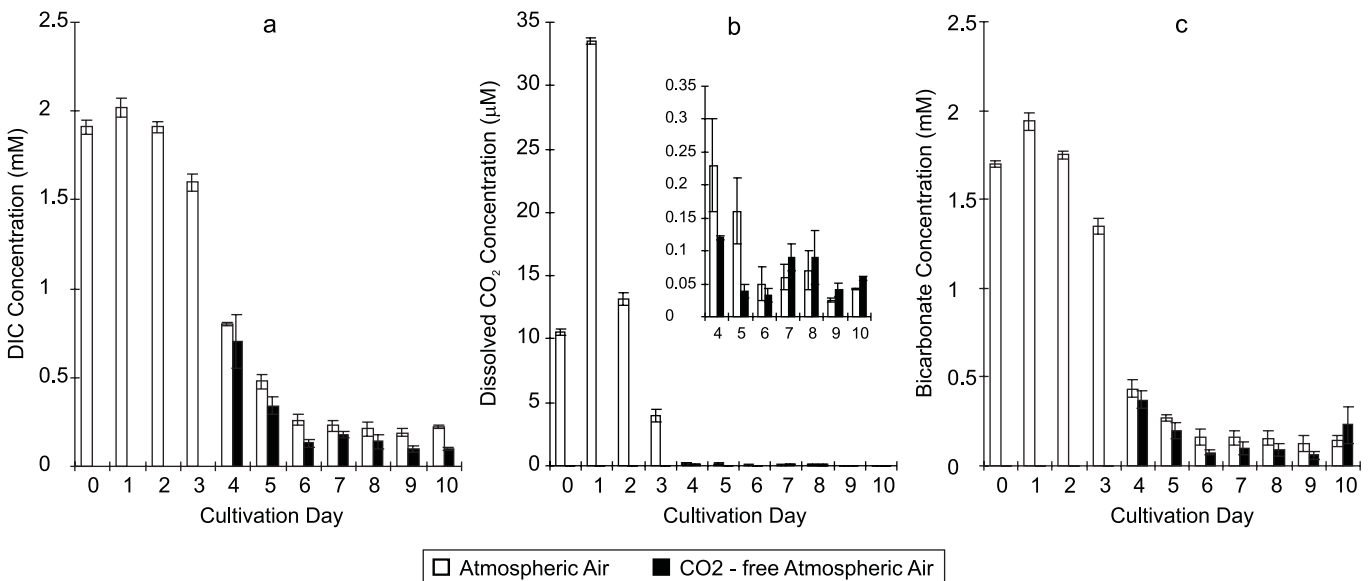 a
b
c
DIC Concentration (mM)
2.5
2
1.5
1
0.5
0
0 1 2 3 4 5 6 7 8 9 10
Cultivation Day
Dissolved CO₂ Concentration (μM)
35
30
25
20
15
10
5
0
0 1 2 3 4 5 6 7 8 9 10
Cultivation Day
0.35
0.3
0.25
0.2
0.15
0.1
0.05
0
4 5 6 7 8 9 10
Bicarbonate Concentration (mM)
2.5
2
1.5
1
0.5
0
0 1 2 3 4 5 6 7 8 9 10
Cultivation Day
Atmospheric Air CO2 - free Atmospheric Air